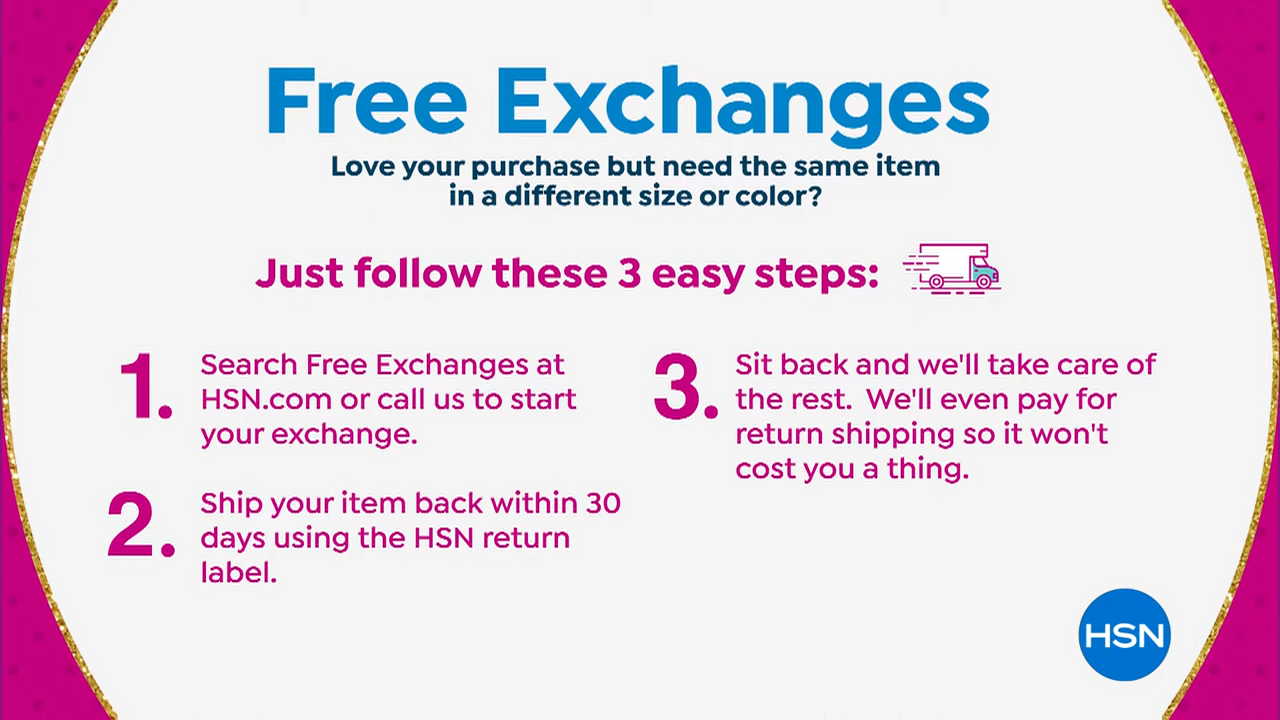 Free Exchanges
Love your purchase but need the same item
in a different size or color?
Just follow these 3 easy steps:
1. Search Free Exchanges at
HSN.com or call us to start
your exchange.
2. Ship your item back within 30
days using the HSN return
label.
3. Sit back and we'll take care of
the rest.  We'll even pay for
return shipping so it won't
cost you a thing.
HSN